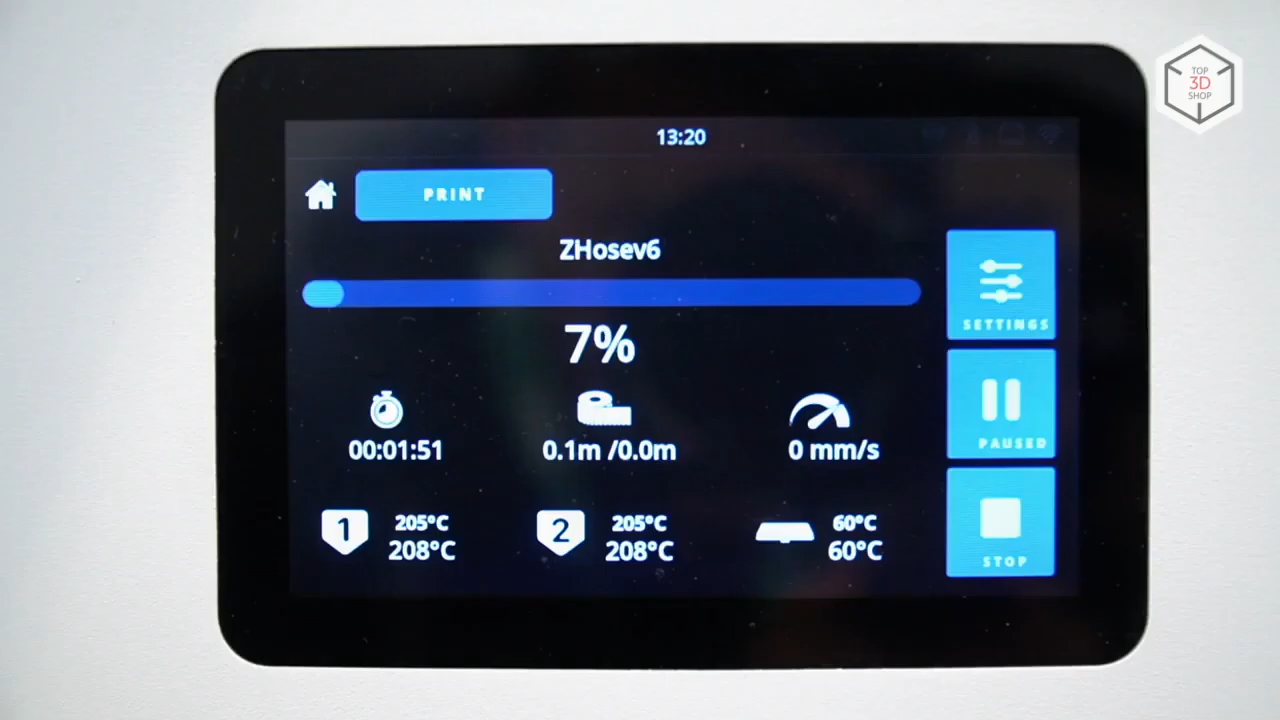 13:20
TOP
3D
SHOP
PRINT
ZHosev6
7%
SETTINGS
00:01:51
0.1m /0.0m
0 mm/s
PAUSED
1
205°C
208°C
2
205°C
208°C
60°C
60°C
STOP